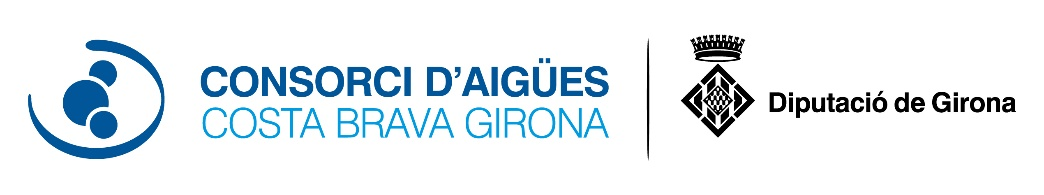 CONSORCI D'AIGÜES
COSTA BRAVA GIRONA
Diputació de Girona